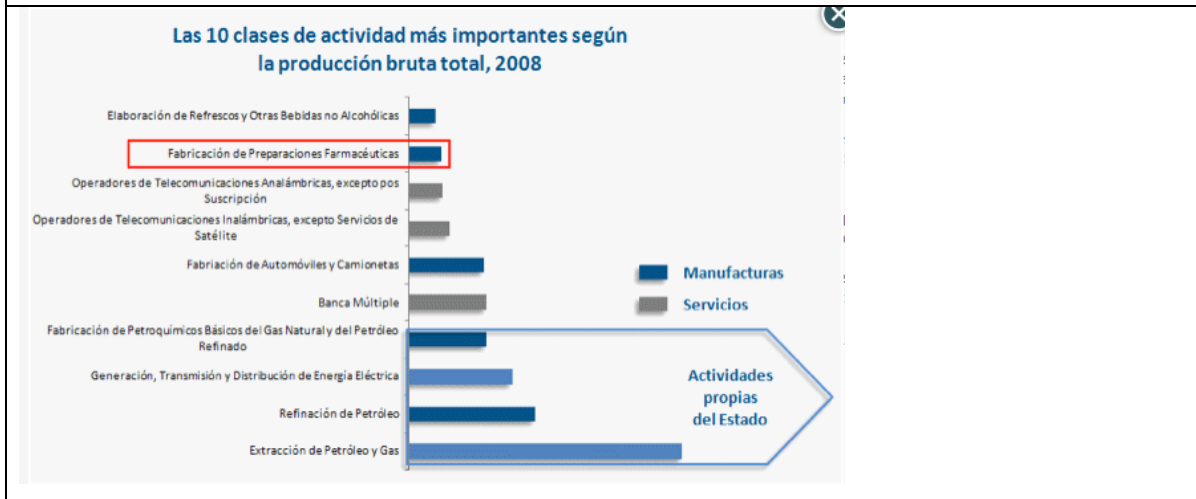 Las 10 clases de actividad más importantes según
la producción bruta total, 2008
Elaboración de Refrescos y Otras Bebidas no Alcohólicas
Fabricación de Preparaciones Farmacéuticas
Operadores de Telecomunicaciones Analámbricas, excepto pos
Suscripción
Operadores de Telecomunicaciones Inalámbricas, excepto Servicios de
Satélite
Fabriación de Automóviles y Camionetas
Banca Múltiple
Fabricación de Petroquímicos Básicos del Gas Natural y del Petróleo
Refinado
Generación, Transmisión y Distribución de Energía Eléctrica
Refinación de Petróleo
Extracción de Petróleo y Gas
Manufacturas
Servicios
Actividades
propias
del Estado